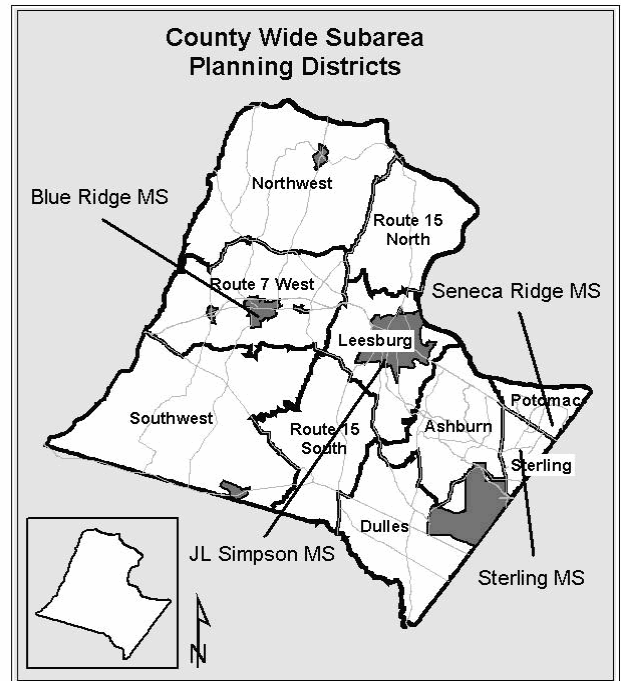 County Wide Subarea
Planning Districts
Northwest
Blue Ridge MS
Route 15
North
Route 7 West
Seneca Ridge MS
Leesburg
Potomac
Southwest
Route 15
South
Ashburn
Sterling
Dulles
JL Simpson MS
Sterling MS
N